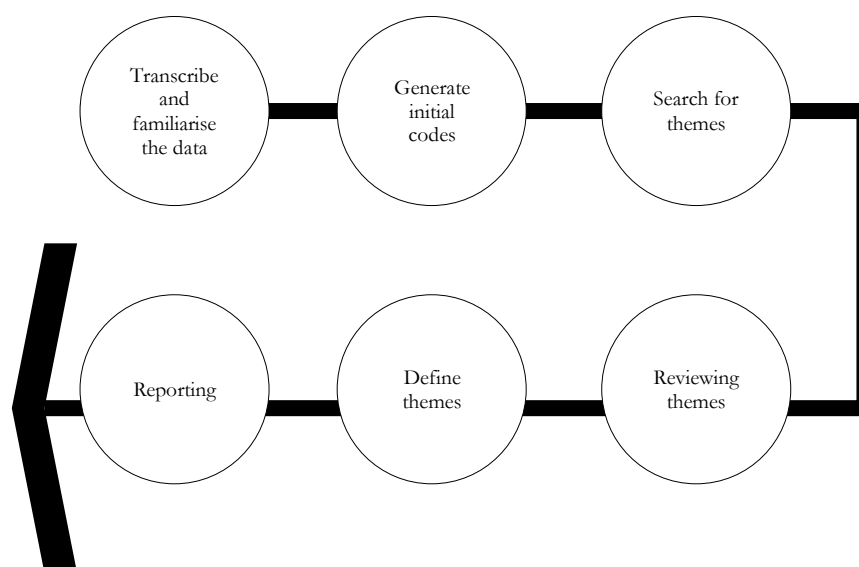 Transcribe
and
familiarise
the data
Generate
initial
codes
Search for
themes
Reporting
Define
themes
Reviewing
themes